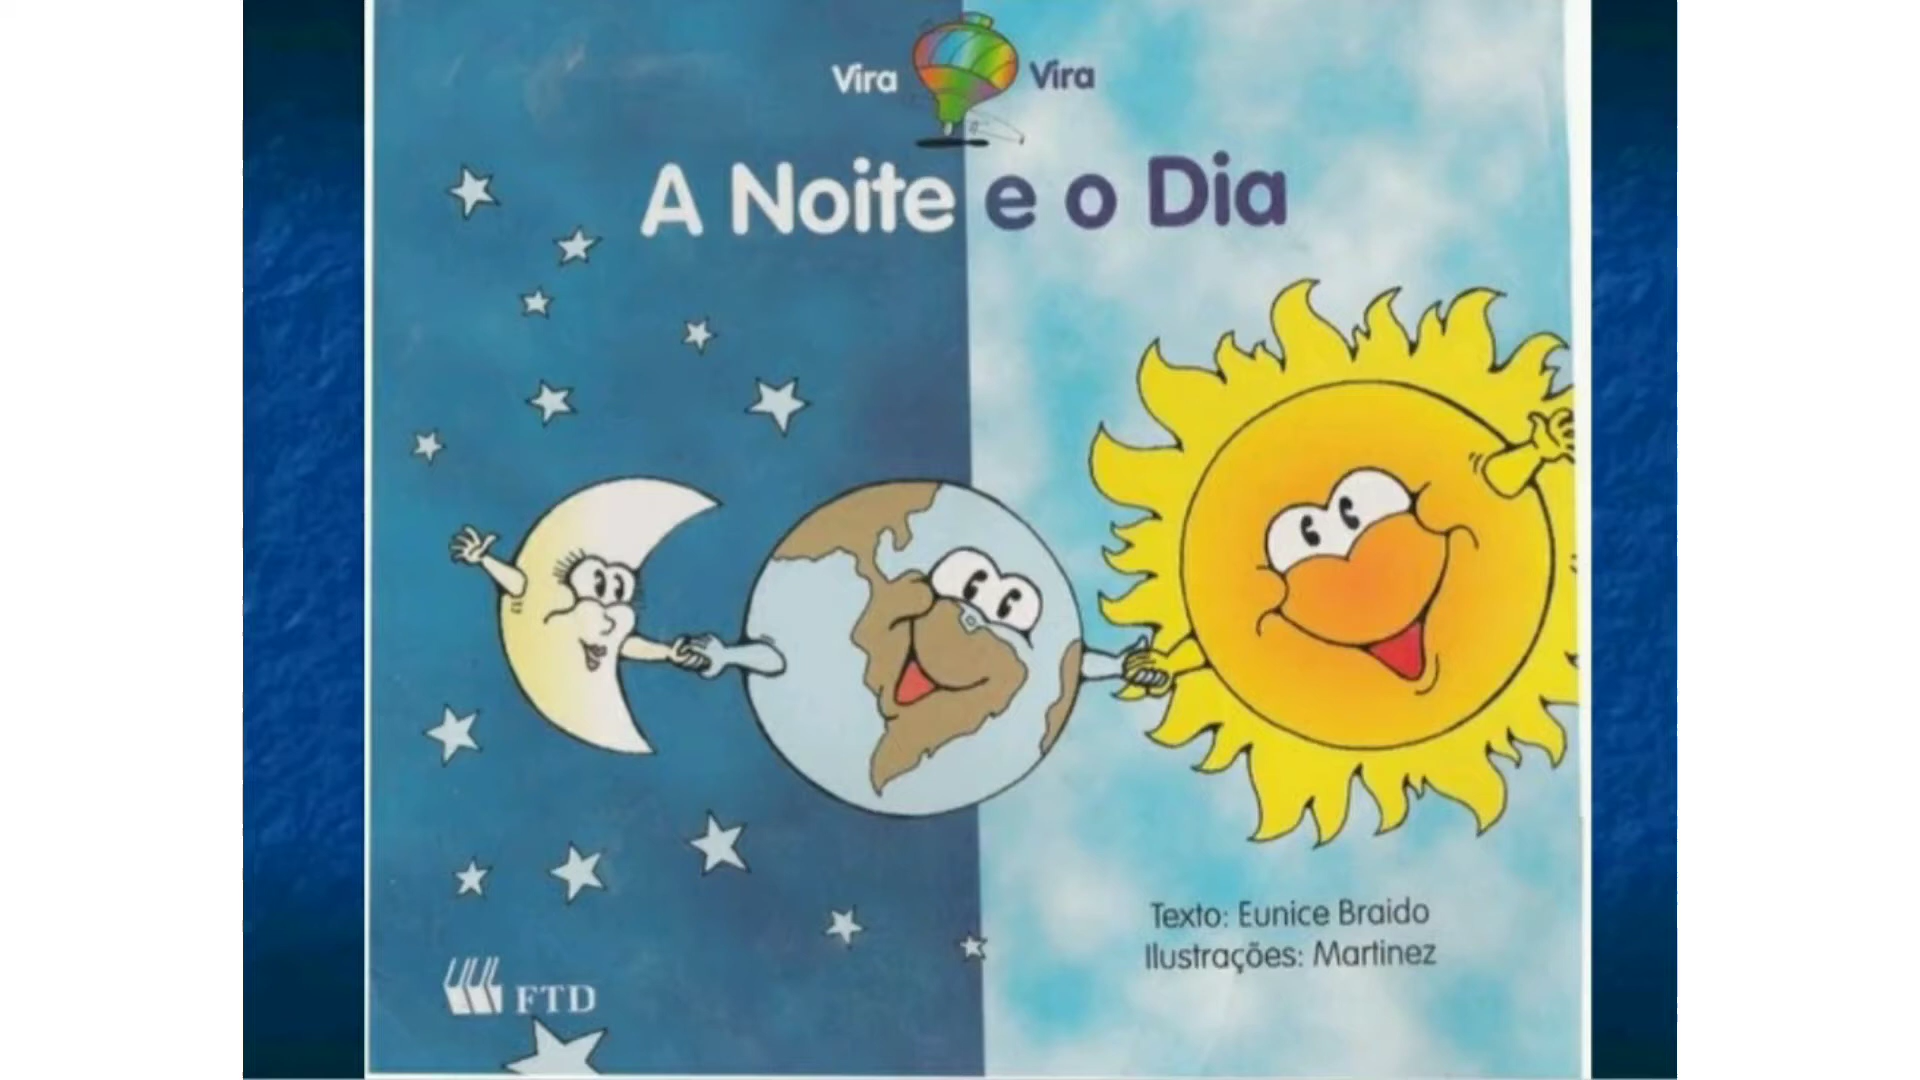 Vira Vira
A Noite e o Dia
Texto: Eunice Braido
Ilustrações: Martinez
FTD